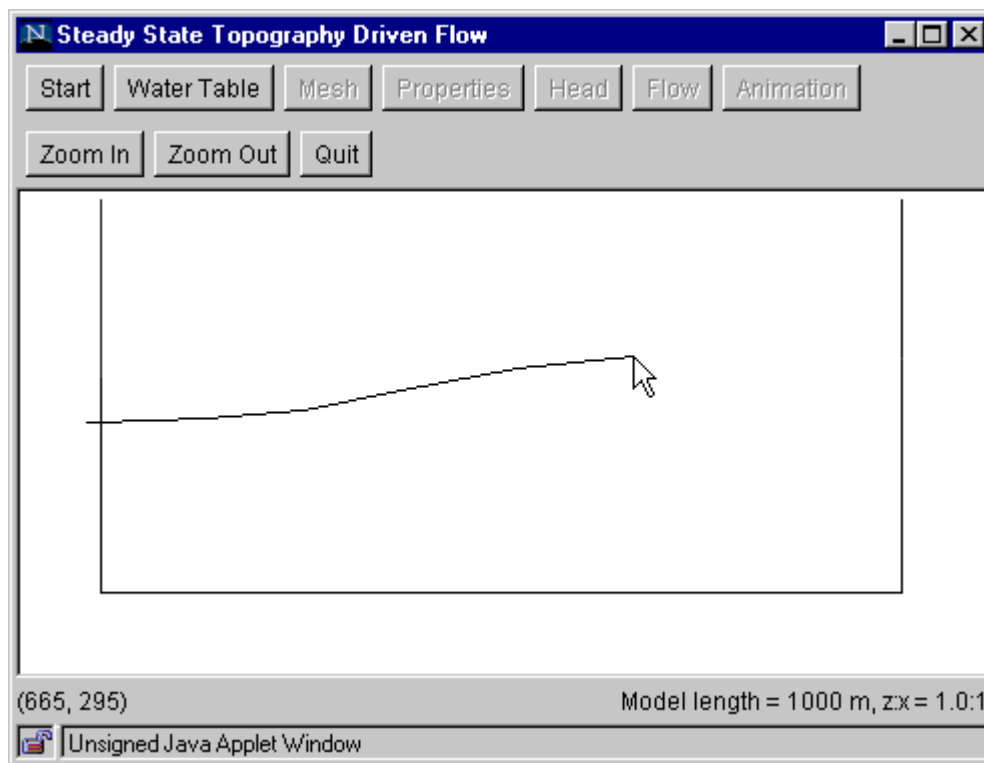 Steady State Topography Driven Flow
Start Water Table Mesh Properties Head Flow Animation
Zoom In Zoom Out Quit
(665, 295) Model length = 1000 m, z:x = 1.0:1
Unsigned Java Applet Window